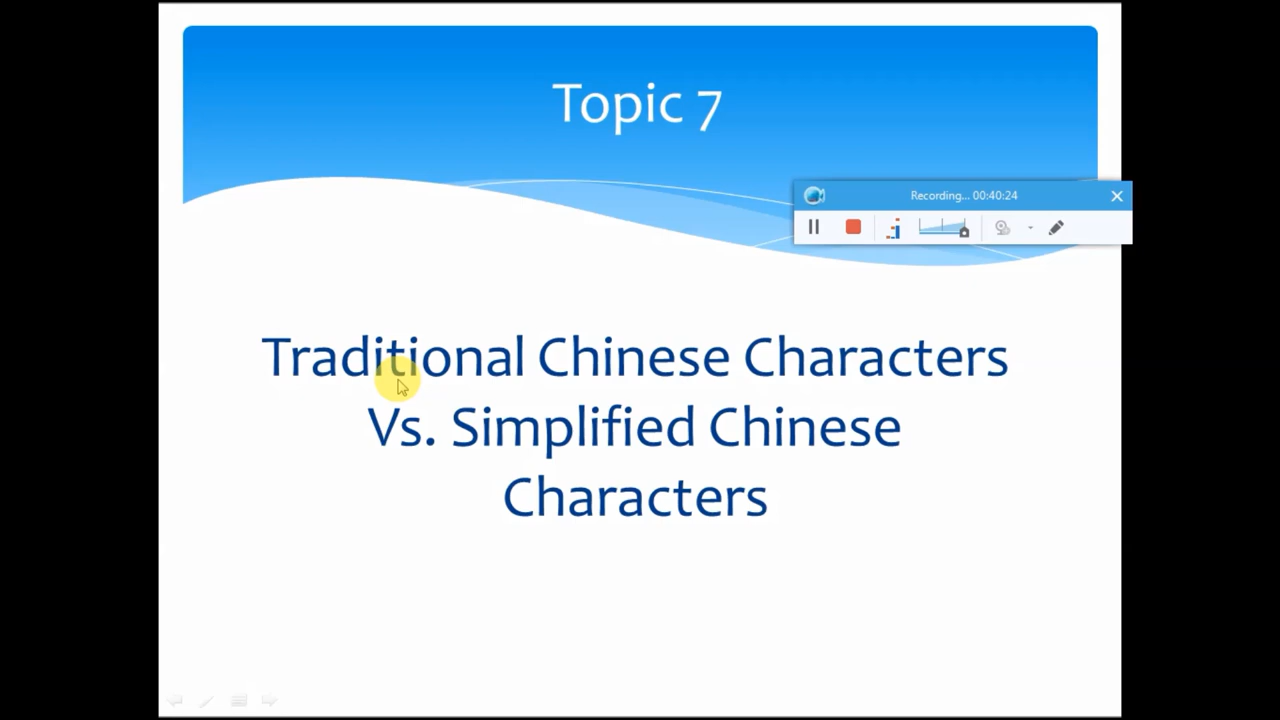 Topic 7
Recording... 00:40:24
Traditional Chinese Characters
Vs. Simplified Chinese
Characters